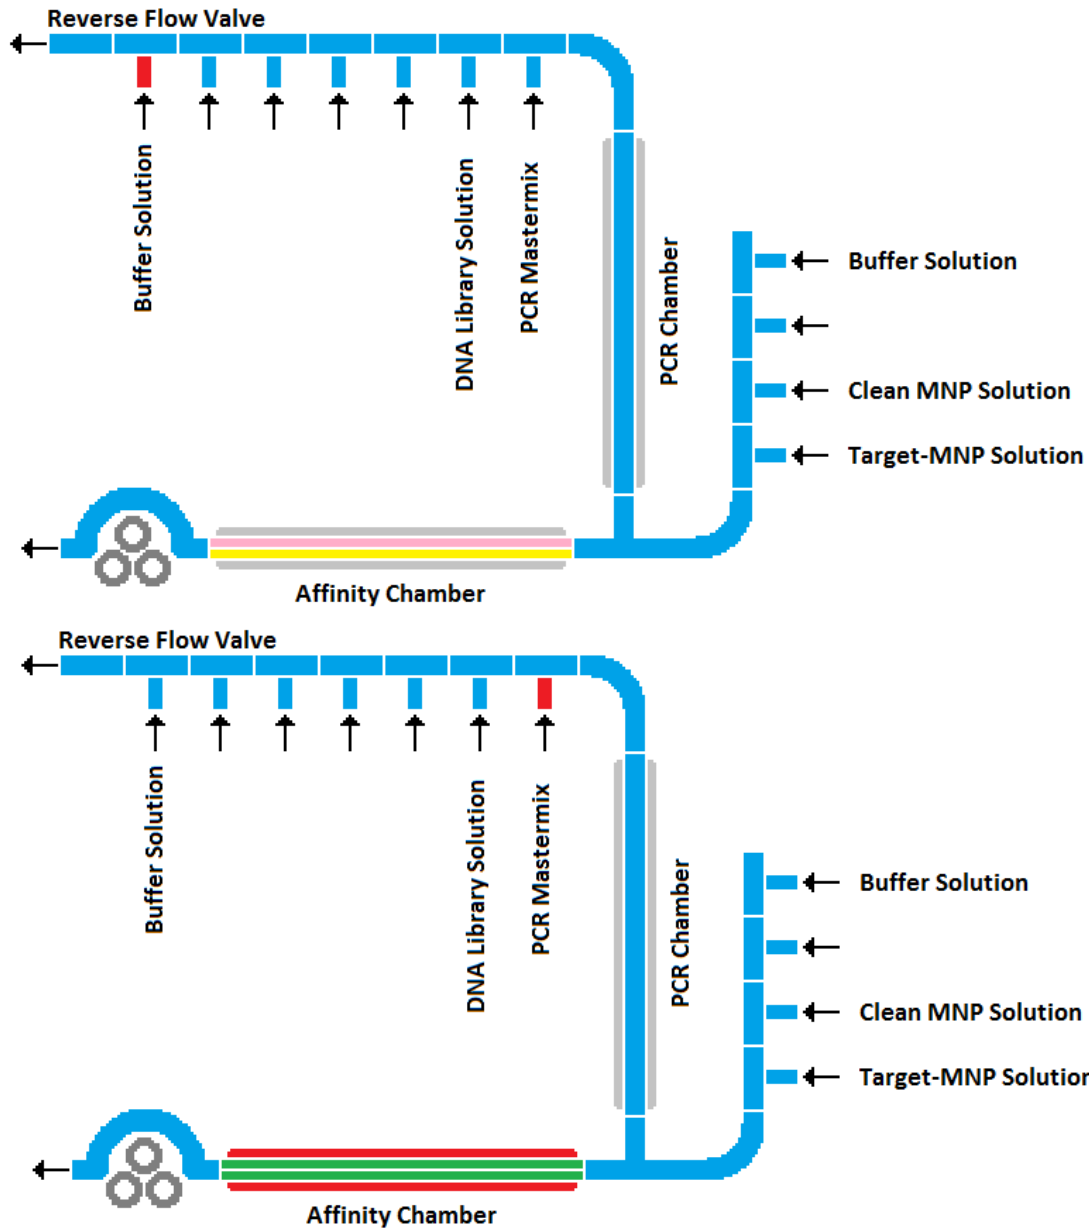 Reverse Flow Valve
Buffer Solution
DNA Library Solution
PCR Mastermix
PCR Chamber
Buffer Solution
Clean MNP Solution
Target-MNP Solution
Affinity Chamber
Reverse Flow Valve
Buffer Solution
DNA Library Solution
PCR Mastermix
PCR Chamber
Buffer Solution
Clean MNP Solution
Target-MNP Solution
Affinity Chamber